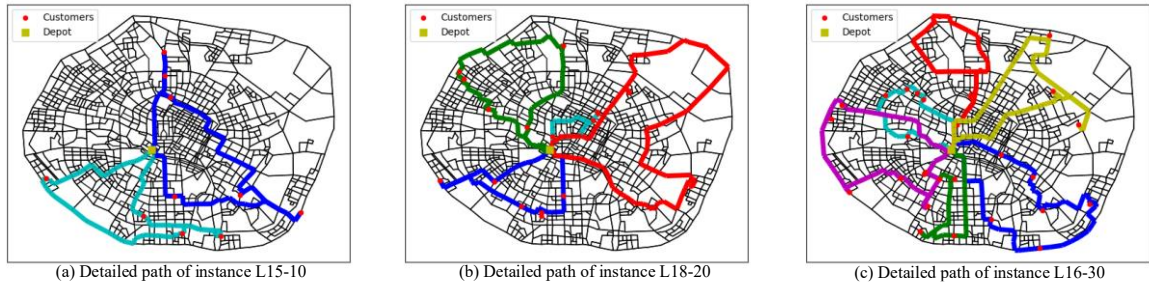 Customers
Depot
Customers
Depot
Customers
Depot
(a) Detailed path of instance L15-10
(b) Detailed path of instance L18-20
(c) Detailed path of instance L16-30